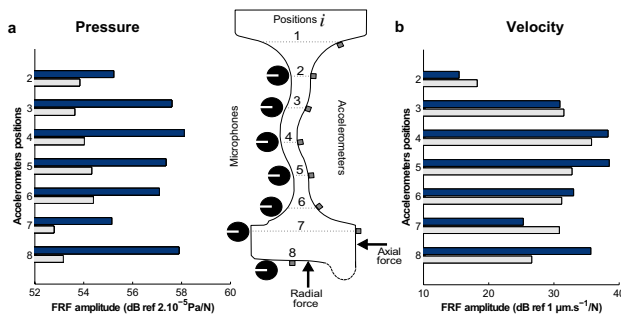 a
Pressure
Accelerometers positions
2
3
4
5
6
7
8
52
54
56
58
60
FRF amplitude (dB ref 2.10⁻⁵Pa/N)
Positions i
1
2
3
4
5
6
7
8
Microphones
Accelerometers
Axial
force
Radial
force
b
Velocity
Accelerometers positions
2
3
4
5
6
7
8
10
20
30
40
FRF amplitude (dB ref 1 µm.s⁻¹/N)